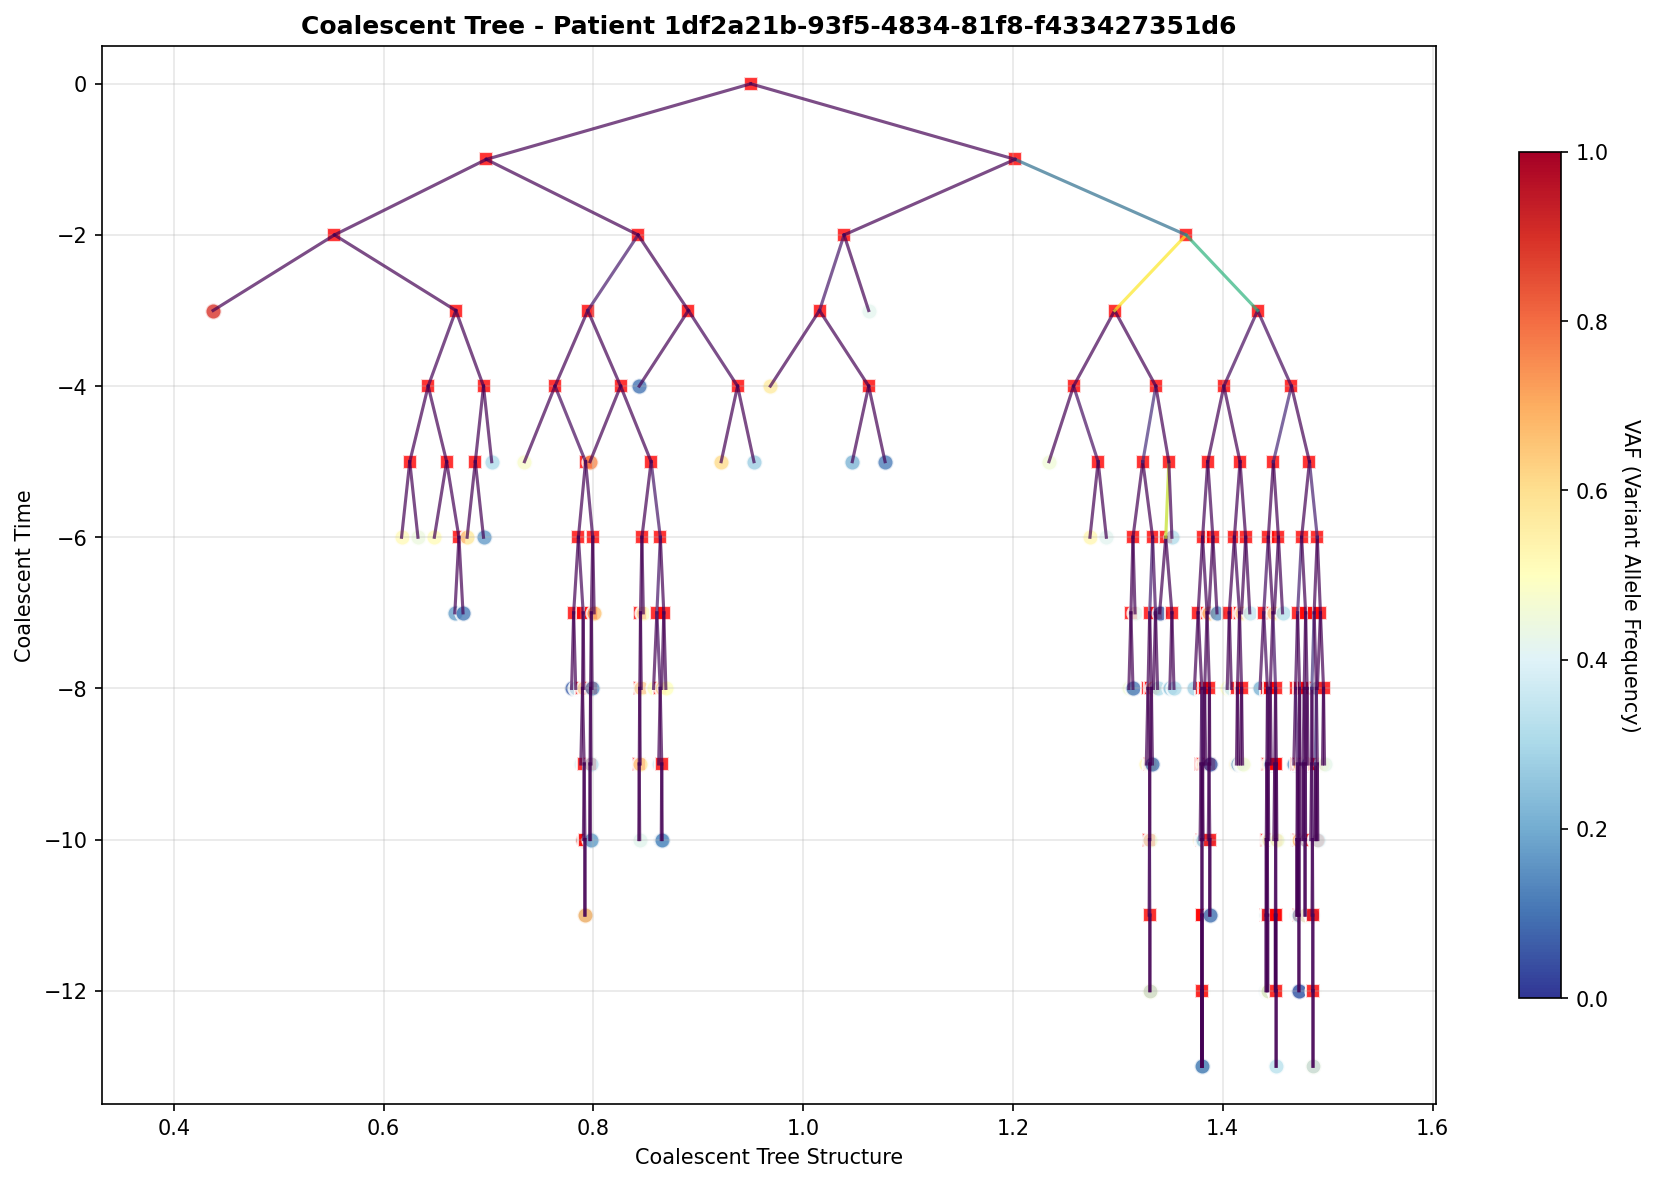 Coalescent Tree - Patient 1df2a21b-93f5-4834-81f8-f433427351d6
Coalescent Time
0
−2
−4
−6
−8
−10
−12
0.4 0.6 0.8 1.0 1.2 1.4 1.6
Coalescent Tree Structure
1.0
0.8
0.6
0.4
0.2
0.0
VAF (Variant Allele Frequency)